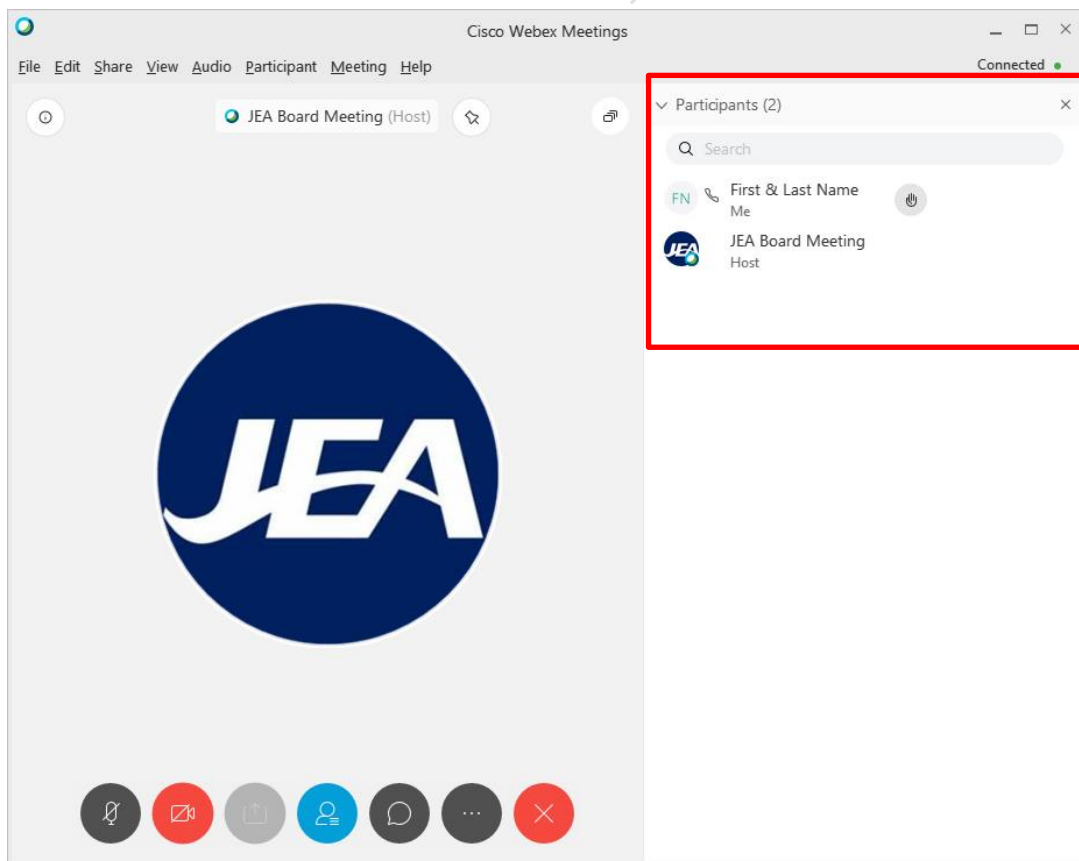 Cisco Webex Meetings
File Edit Share View Audio Participant Meeting Help
Connected
JEA Board Meeting (Host)
Participants (2)
Search
FN
First & Last Name
Me
JEA
JEA Board Meeting
Host
JEA